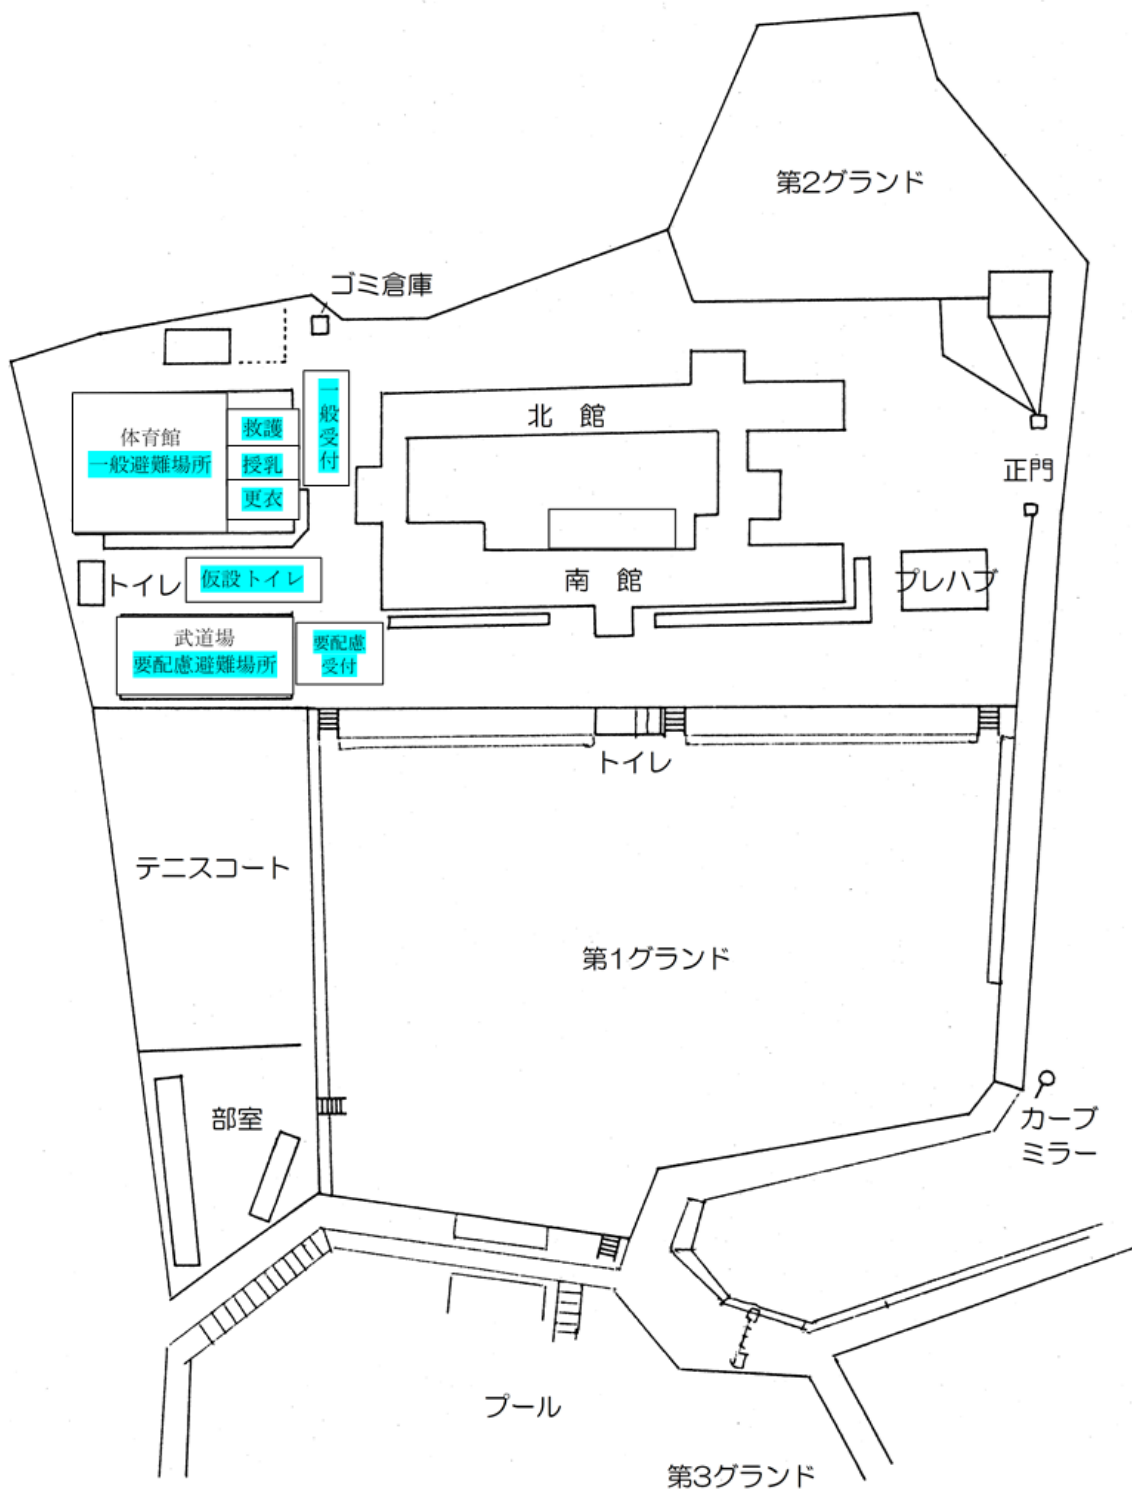 第2グランド
ゴミ倉庫
一般受付
北 館
体育館
一般避難場所
救護
授乳
更衣
正門
トイレ
仮設トイレ
南 館
プレハブ
武道場
要配慮避難場所
要配慮
受付
トイレ
テニスコート
第1グランド
部室
カーブ
ミラー
プール
第3グランド